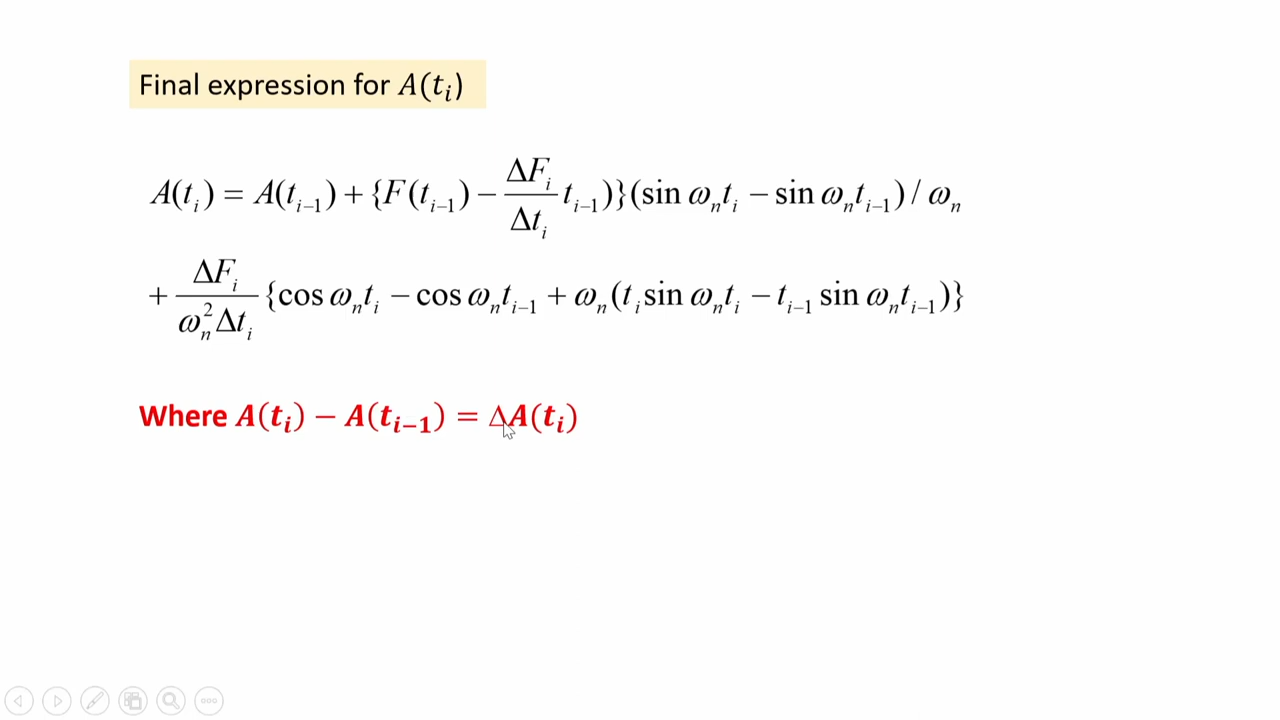 Final expression for A(tᵢ)
A(tᵢ) = A(tᵢ₋₁) + {F(tᵢ₋₁) − ΔFᵢ/Δtᵢ tᵢ₋₁)}(sin ωₙtᵢ − sin ωₙtᵢ₋₁) / ωₙ
+ ΔFᵢ/ωₙ²Δtᵢ {cos ωₙtᵢ − cos ωₙtᵢ₋₁ + ωₙ(tᵢ sin ωₙtᵢ − tᵢ₋₁ sin ωₙtᵢ₋₁)}
Where A(tᵢ) − A(tᵢ₋₁) = ΔA(tᵢ)